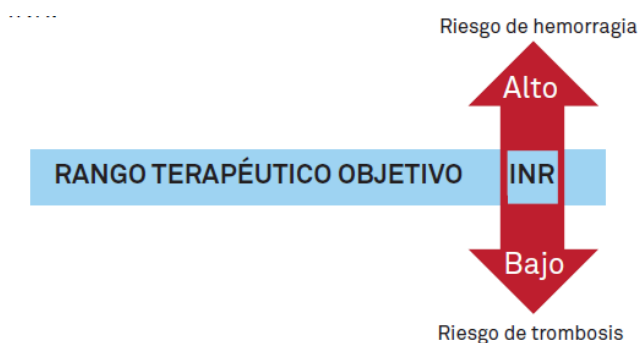 Riesgo de hemorragia
Alto
RANGO TERAPÉUTICO OBJETIVO INR
Bajo
Riesgo de trombosis